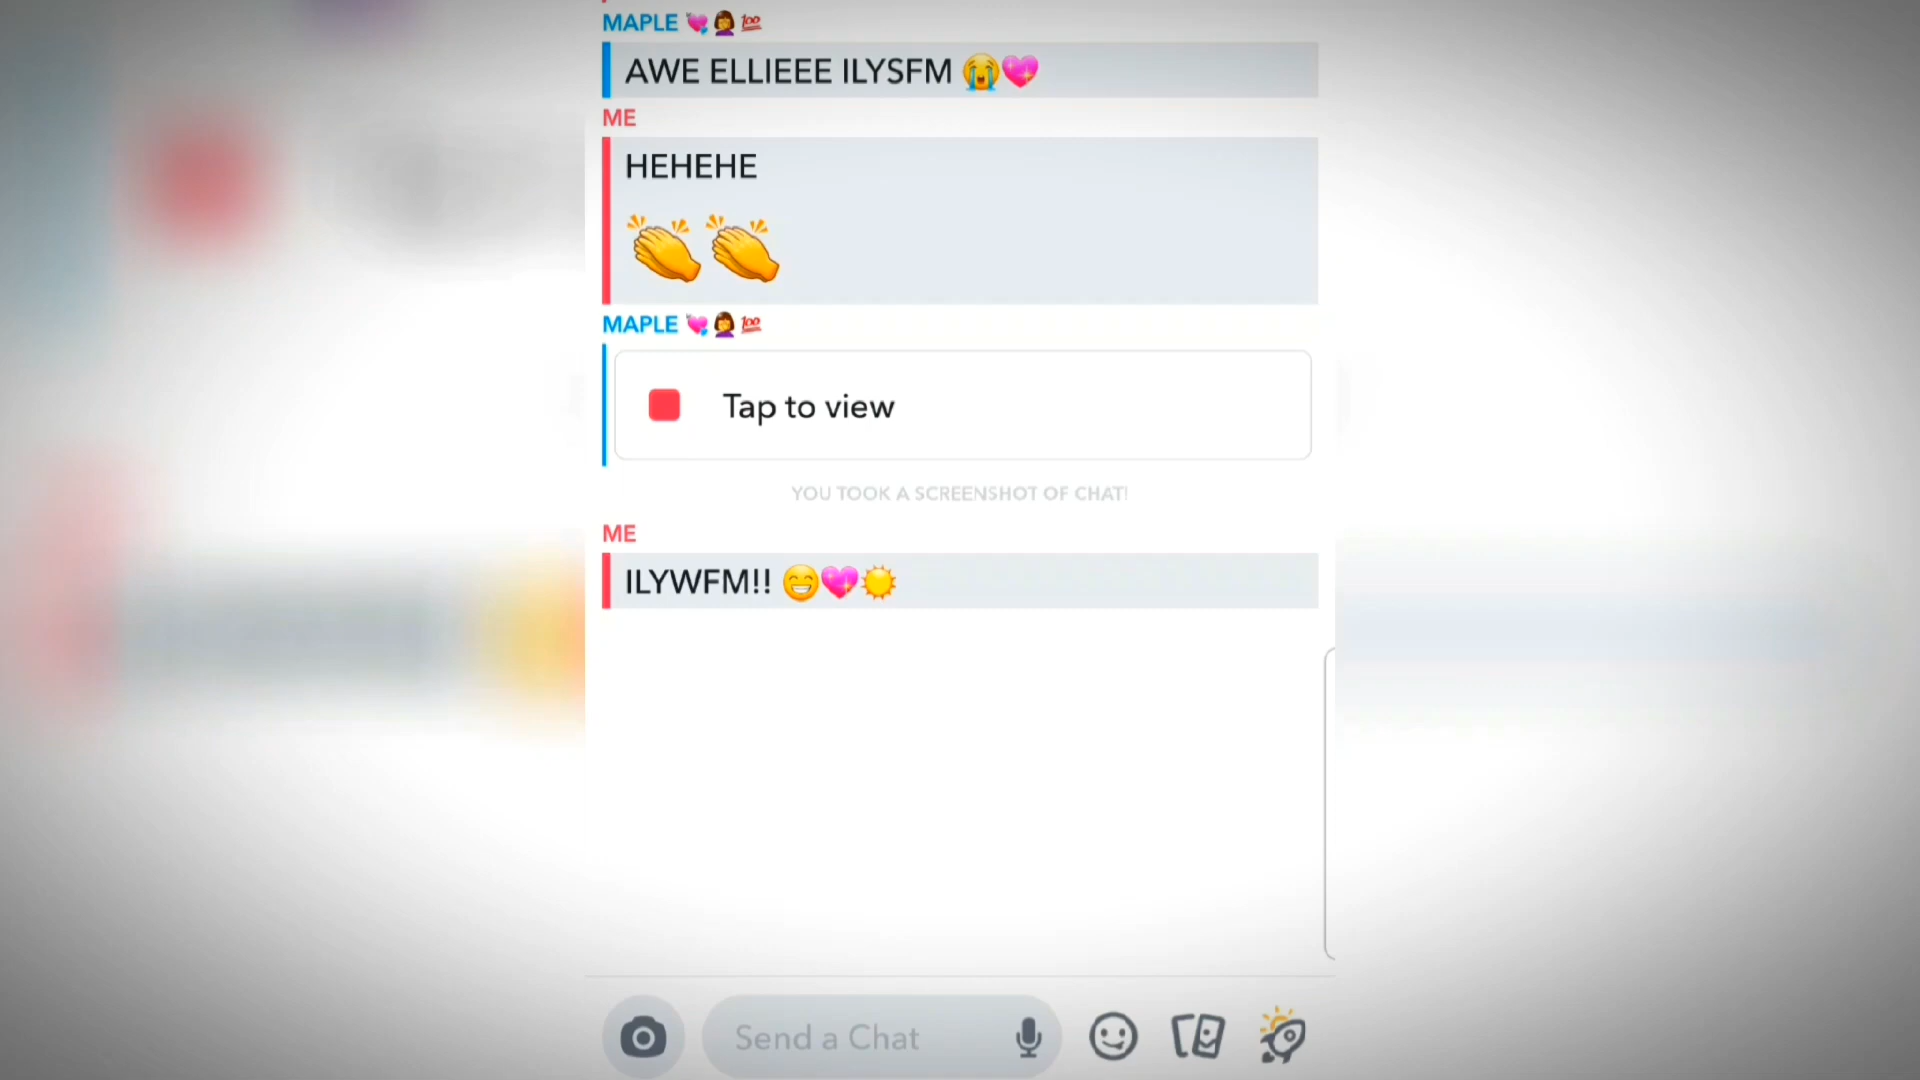 MAPLE 💘🤦‍♀️💯
AWE ELLIEEE ILYSFM 😭💖
ME
HEHEHE
👏👏
MAPLE 💘🤦‍♀️💯
Tap to view
YOU TOOK A SCREENSHOT OF CHAT!
ME
ILYWFM!! 😁💖☀️
Send a Chat